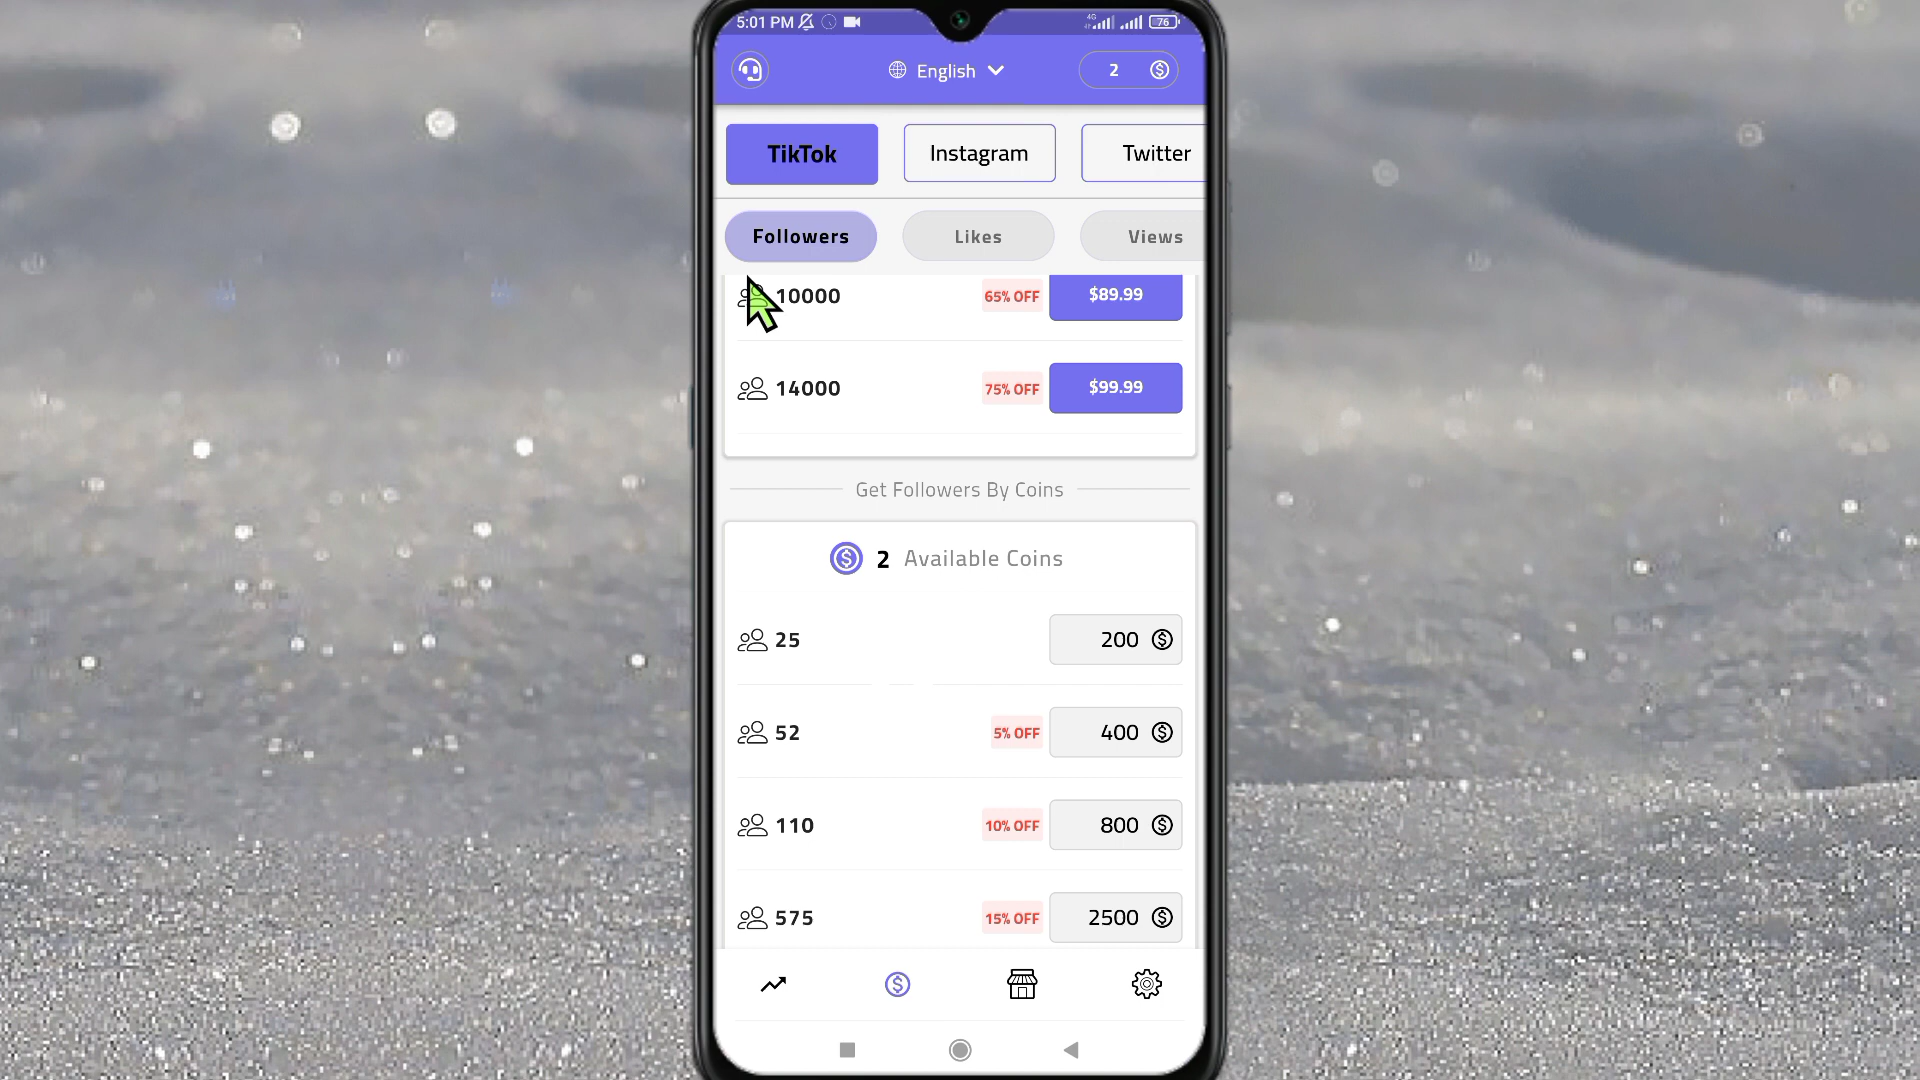 5:01 PM 4G 76
English 2
TikTok Instagram Twitter
Followers Likes Views
10000 65% OFF $89.99
14000 75% OFF $99.99
Get Followers By Coins
2 Available Coins
25 200
52 5% OFF 400
110 10% OFF 800
575 15% OFF 2500